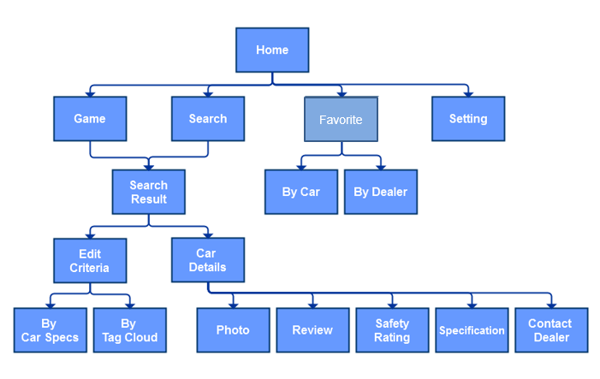 Home
Game
Search
Favorite
Setting
Search
Result
By Car
By Dealer
Edit
Criteria
Car
Details
By
Car Specs
By
Tag Cloud
Photo
Review
Safety
Rating
Specification
Contact
Dealer